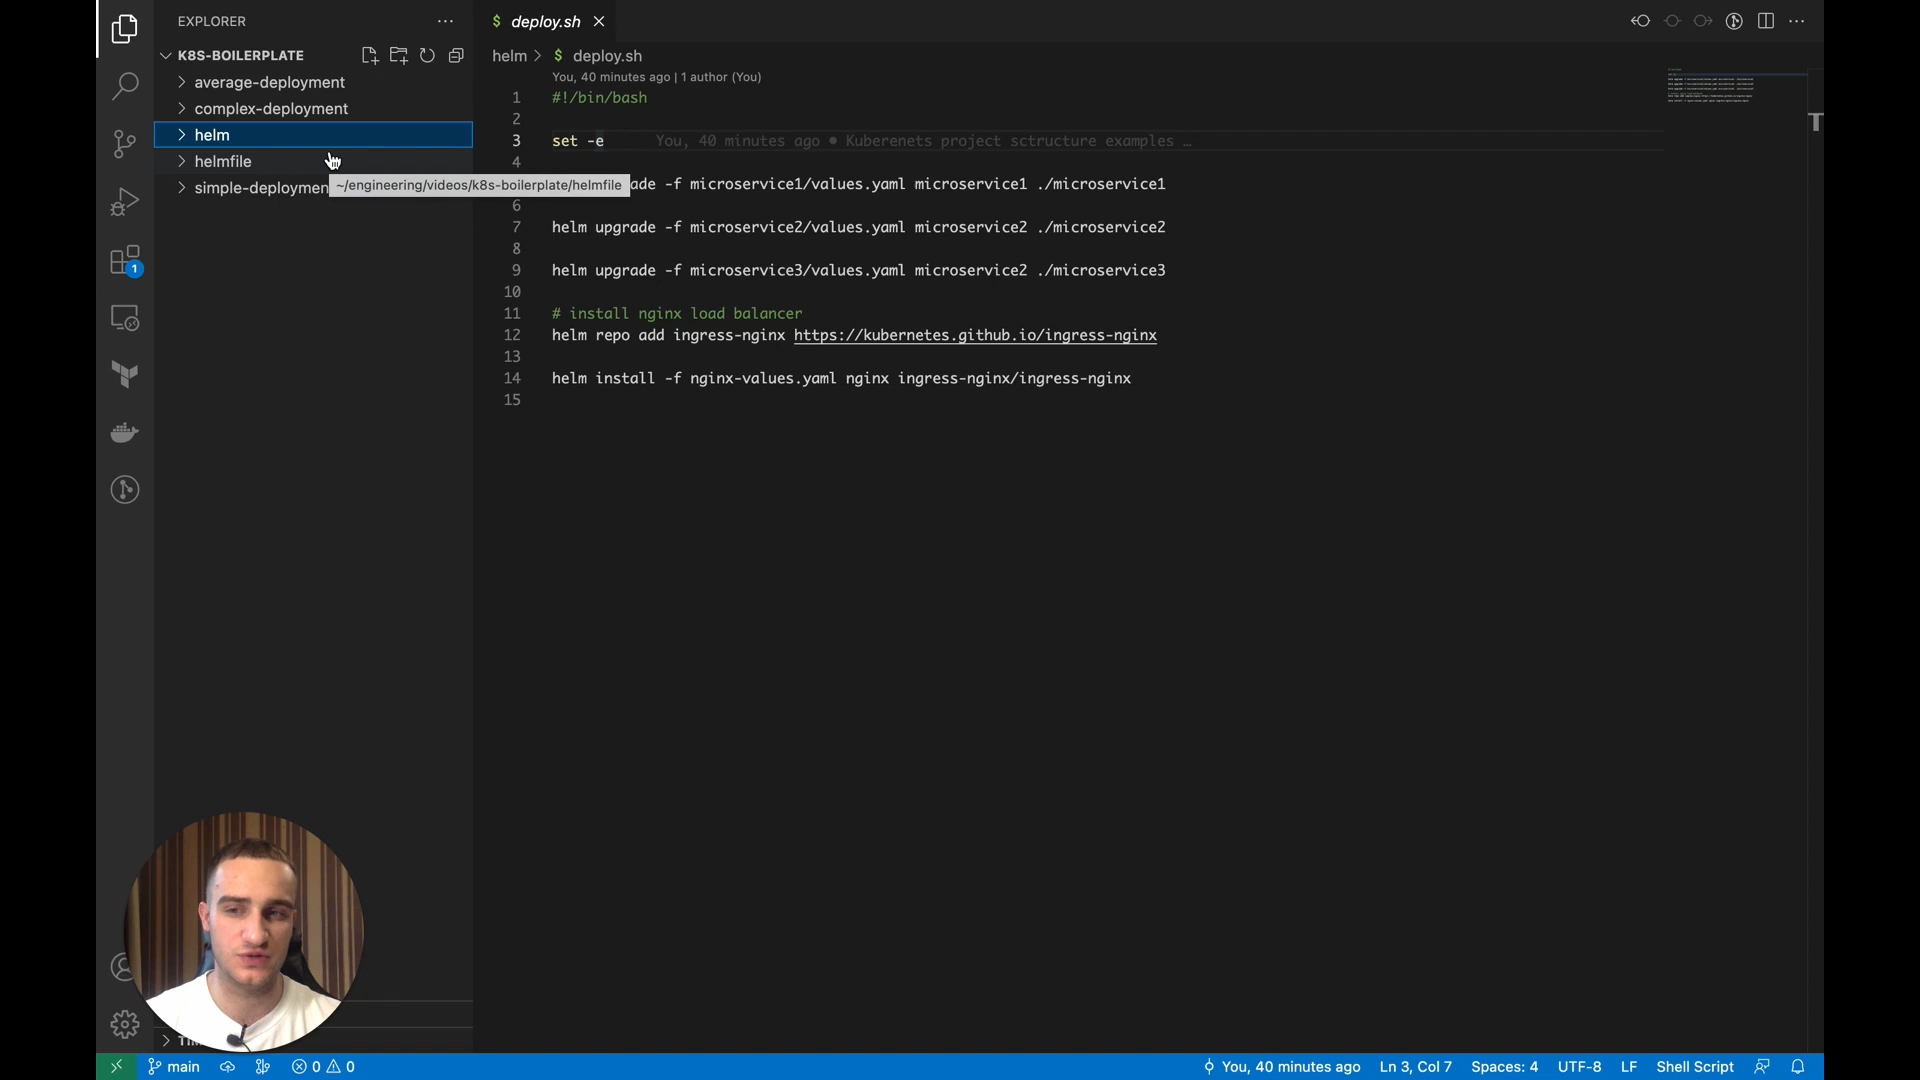 EXPLORER
K8S-BOILERPLATE
average-deployment
complex-deployment
helm
helmfile
simple-deploymen
~/engineering/videos/k8s-boilerplate/helmfile
1
$ deploy.sh
helm > $ deploy.sh
You, 40 minutes ago | 1 author (You)
1 #!/bin/bash
2
3 set -e You, 40 minutes ago • Kuberenets project sctructure examples …
4
ade -f microservice1/values.yaml microservice1 ./microservice1
6
7 helm upgrade -f microservice2/values.yaml microservice2 ./microservice2
8
9 helm upgrade -f microservice3/values.yaml microservice2 ./microservice3
10
11 # install nginx load balancer
12 helm repo add ingress-nginx https://kubernetes.github.io/ingress-nginx
13
14 helm install -f nginx-values.yaml nginx ingress-nginx/ingress-nginx
15
T
main 0 0 You, 40 minutes ago Ln 3, Col 7 Spaces: 4 UTF-8 LF Shell Script